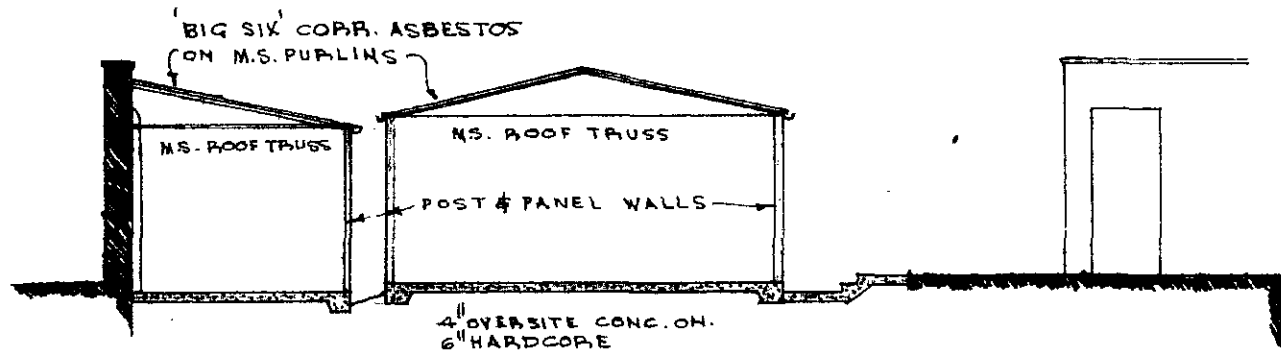 'BIG SIX' CORR. ASBESTOS
ON M.S. PURLINS
M.S. ROOF TRUSS
M.S. ROOF TRUSS
POST & PANEL WALLS
4" OVERSITE CONC. ON.
6" HARDCORE